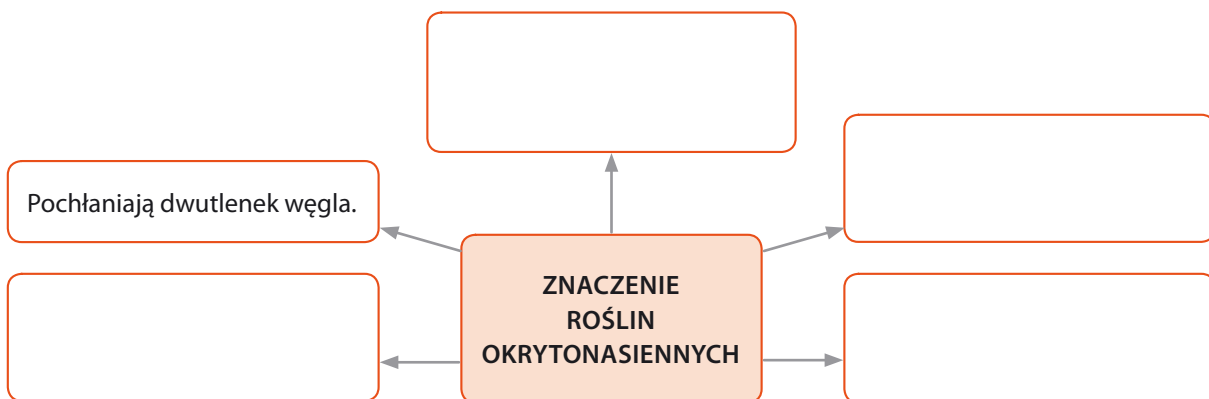 Pochłaniają dwutlenek węgla.
ZNACZENIE
ROŚLIN
OKRYTONASIENNYCH